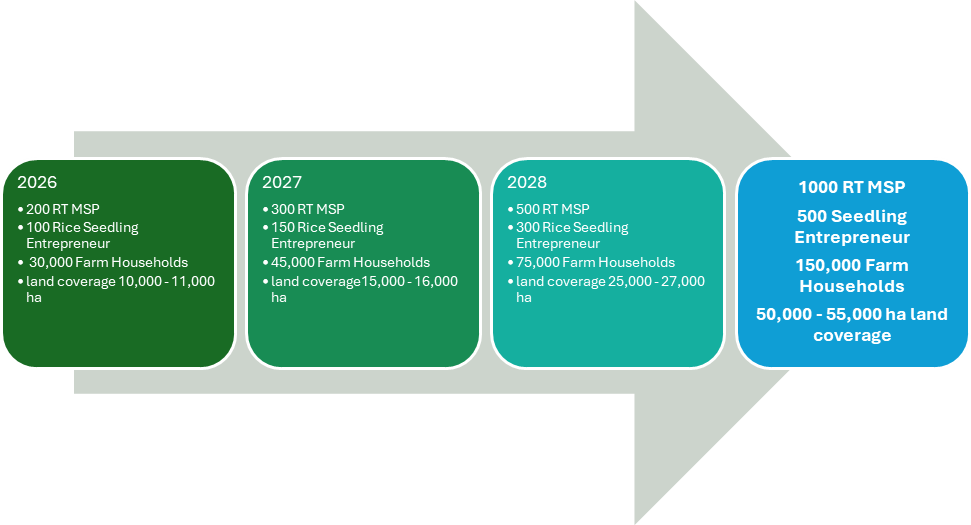 2026
• 200 RT MSP
• 100 Rice Seedling
Entrepreneur
• 30,000 Farm Households
• land coverage 10,000 - 11,000
ha
2027
• 300 RT MSP
• 150 Rice Seedling
Entrepreneur
• 45,000 Farm Households
• land coverage15,000 - 16,000
ha
2028
• 500 RT MSP
• 300 Rice Seedling
Entrepreneur
• 75,000 Farm Households
• land coverage 25,000 - 27,000
ha
1000 RT MSP
500 Seedling
Entrepreneur
150,000 Farm
Households
50,000 - 55,000 ha land
coverage